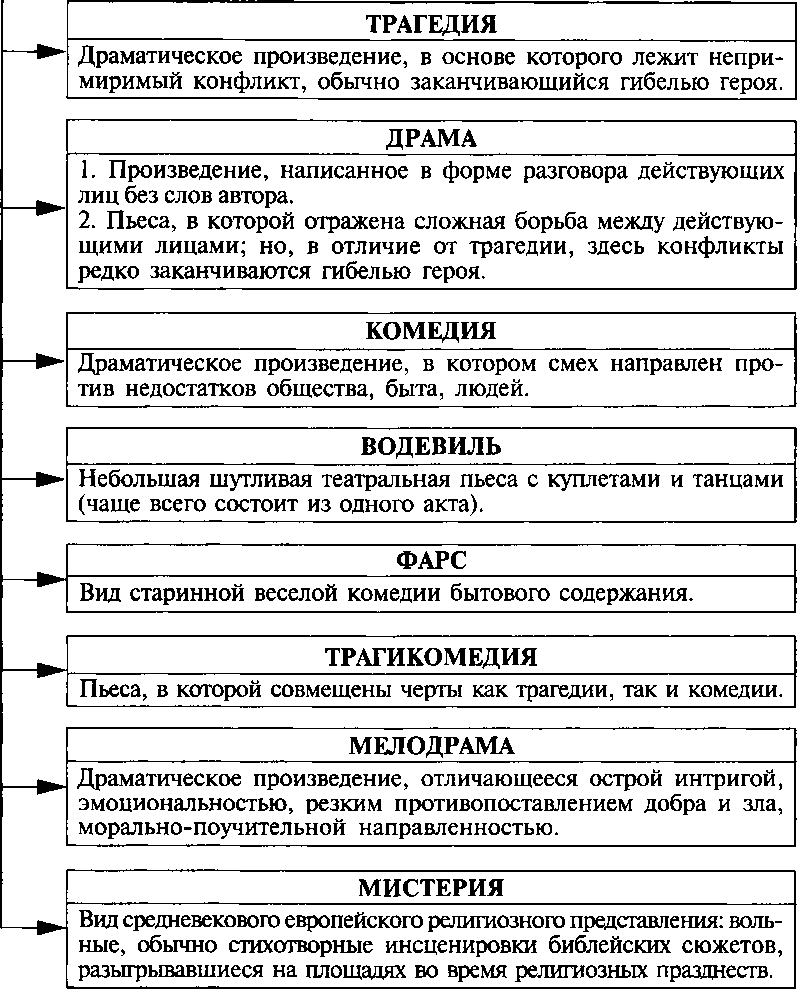 ТРАГЕДИЯ
Драматическое произведение, в основе которого лежит непри-
миримый конфликт, обычно заканчивающийся гибелью героя.
ДРАМА
1. Произведение, написанное в форме разговора действующих
лиц без слов автора.
2. Пьеса, в которой отражена сложная борьба между действую-
щими лицами; но, в отличие от трагедии, здесь конфликты
редко заканчиваются гибелью героя.
КОМЕДИЯ
Драматическое произведение, в котором смех направлен про-
тив недостатков общества, быта, людей.
ВОДЕВИЛЬ
Небольшая шутливая театральная пьеса с куплетами и танцами
(чаще всего состоит из одного акта).
ФАРС
Вид старинной веселой комедии бытового содержания.
ТРАГИКОМЕДИЯ
Пьеса, в которой совмещены черты как трагедии, так и комедии.
МЕЛОДРАМА
Драматическое произведение, отличающееся острой интригой,
эмоциональностью, резким противопоставлением добра и зла,
морально-поучительной направленностью.
МИСТЕРИЯ
Вид средневекового европейского религиозного представления: воль-
ные, обычно стихотворные инсценировки библейских сюжетов,
разыгрывавшиеся на площадях во время религиозных празднеств.